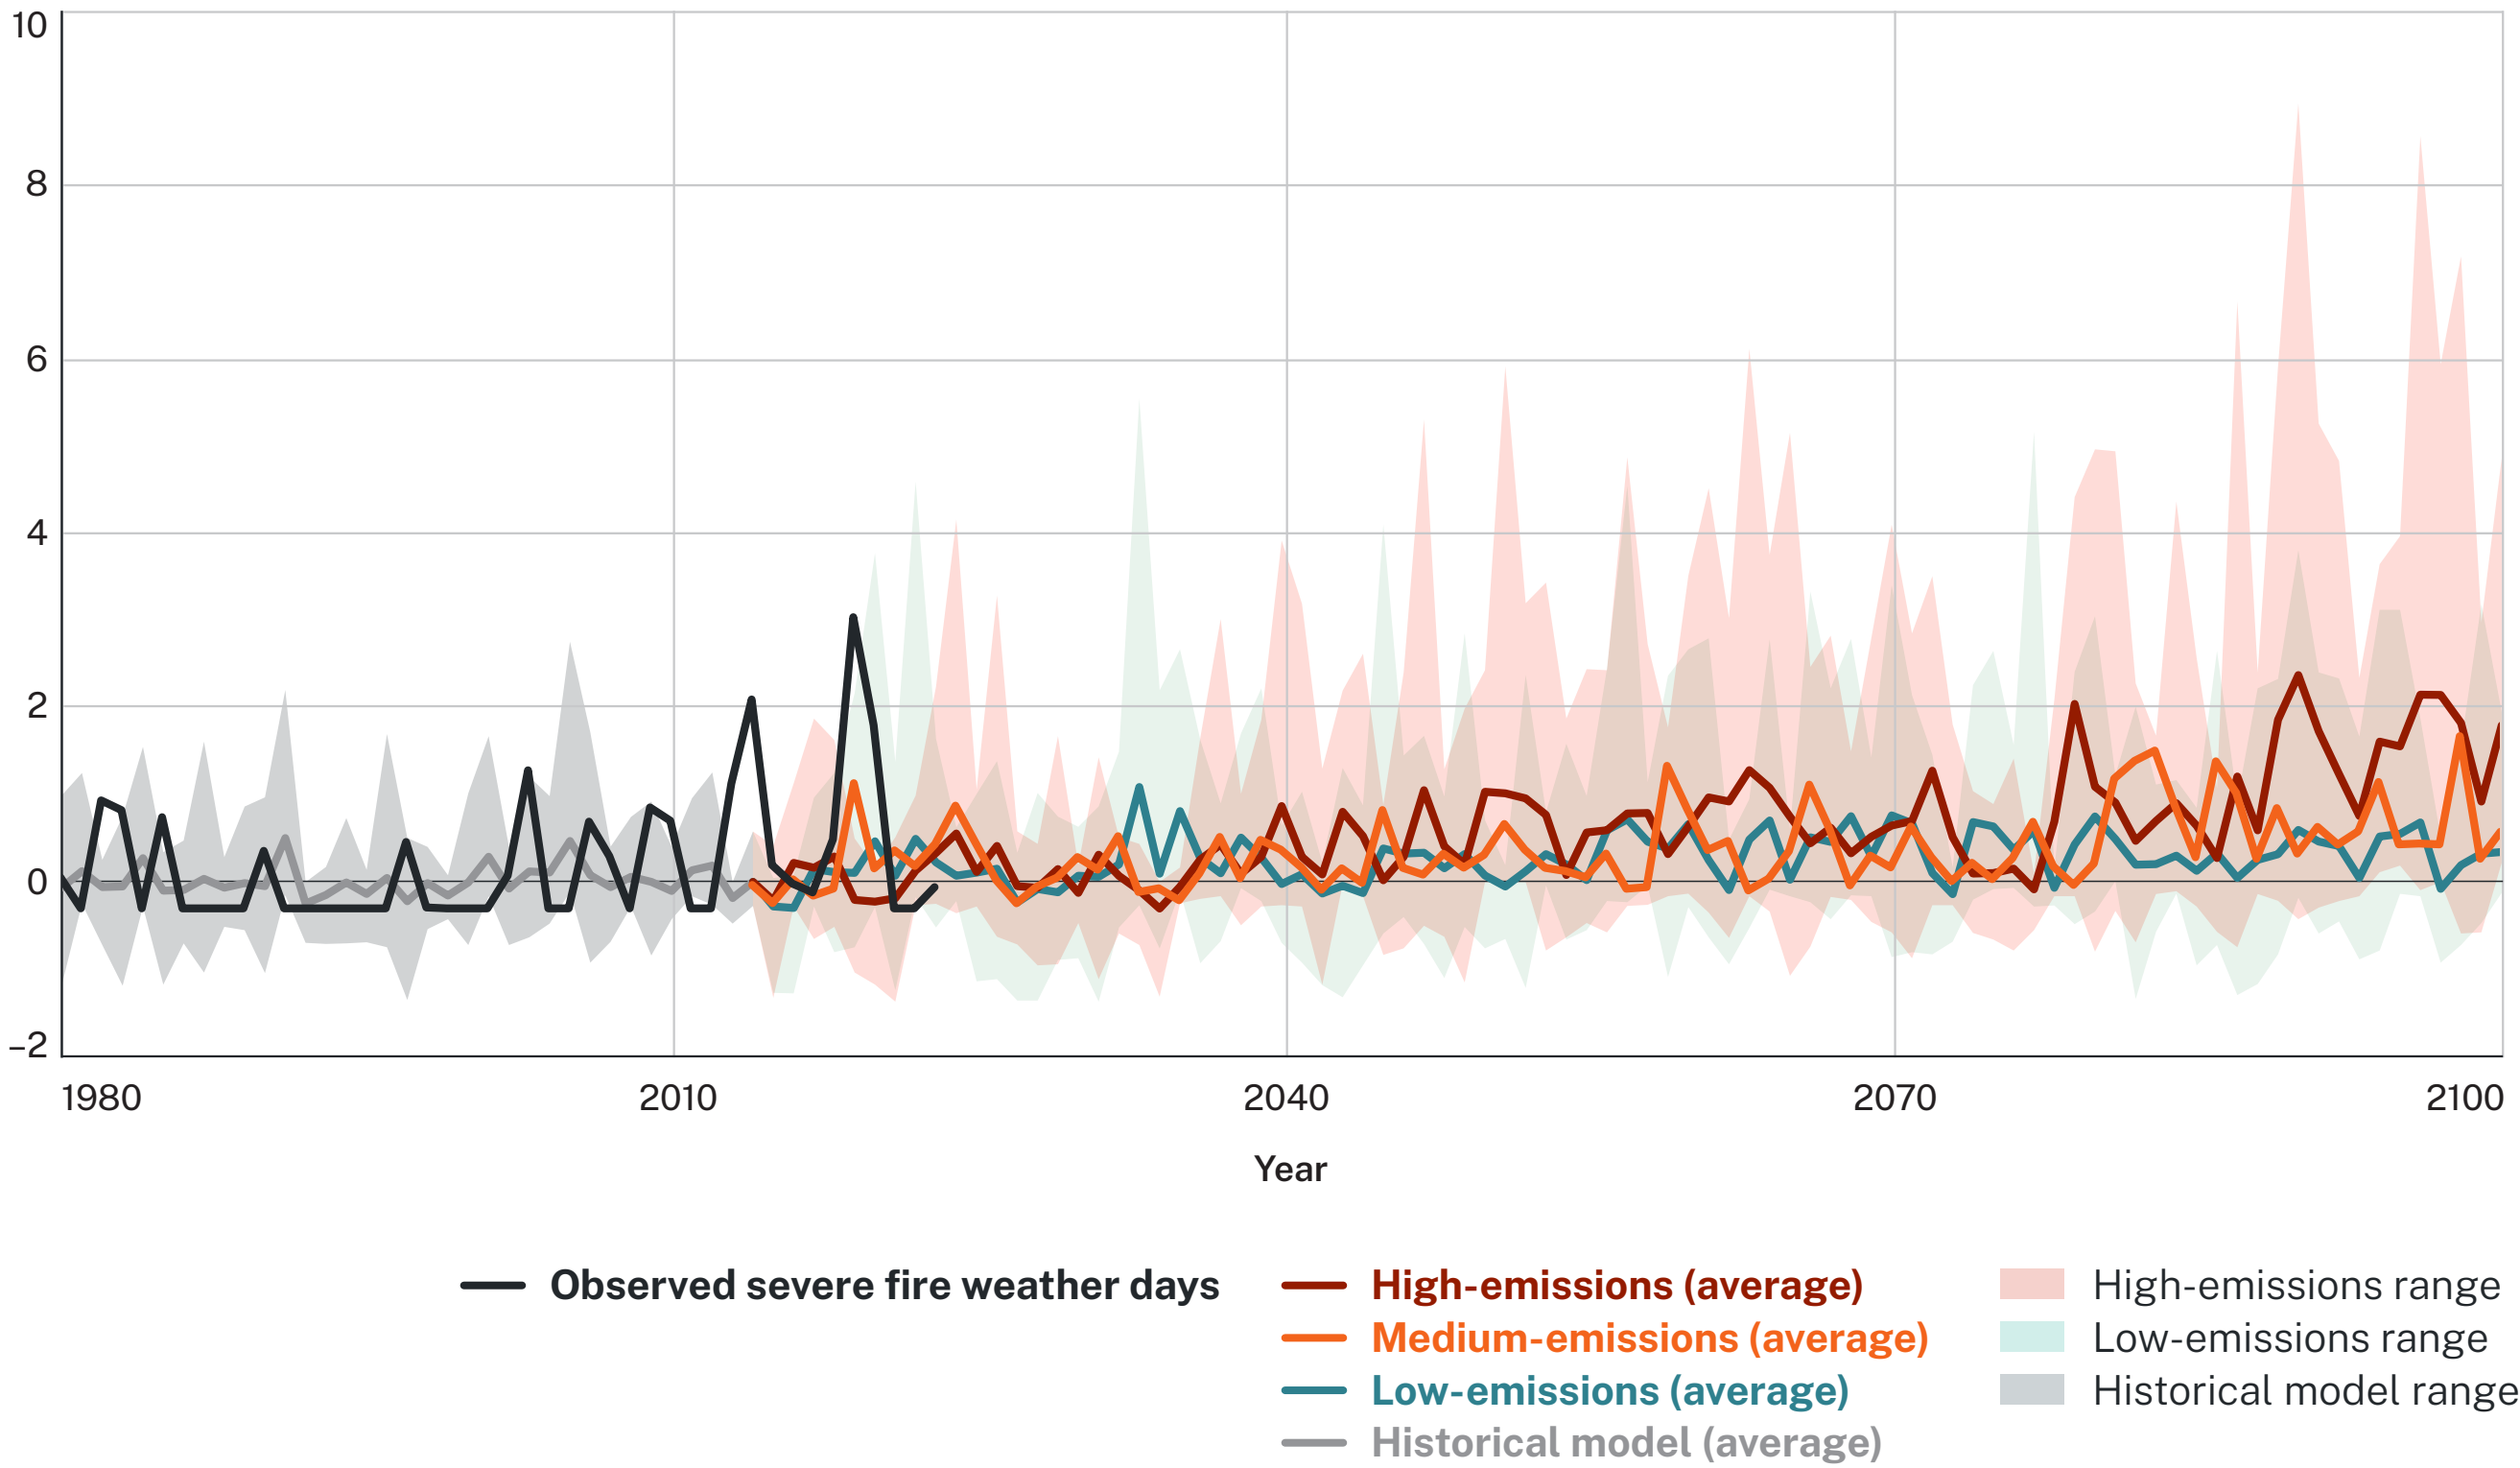 10
8
6
4
2
0
–2
1980 2010 2040 2070 2100
Year
Observed severe fire weather days
High-emissions (average)
Medium-emissions (average)
Low-emissions (average)
Historical model (average)
High-emissions range
Low-emissions range
Historical model range